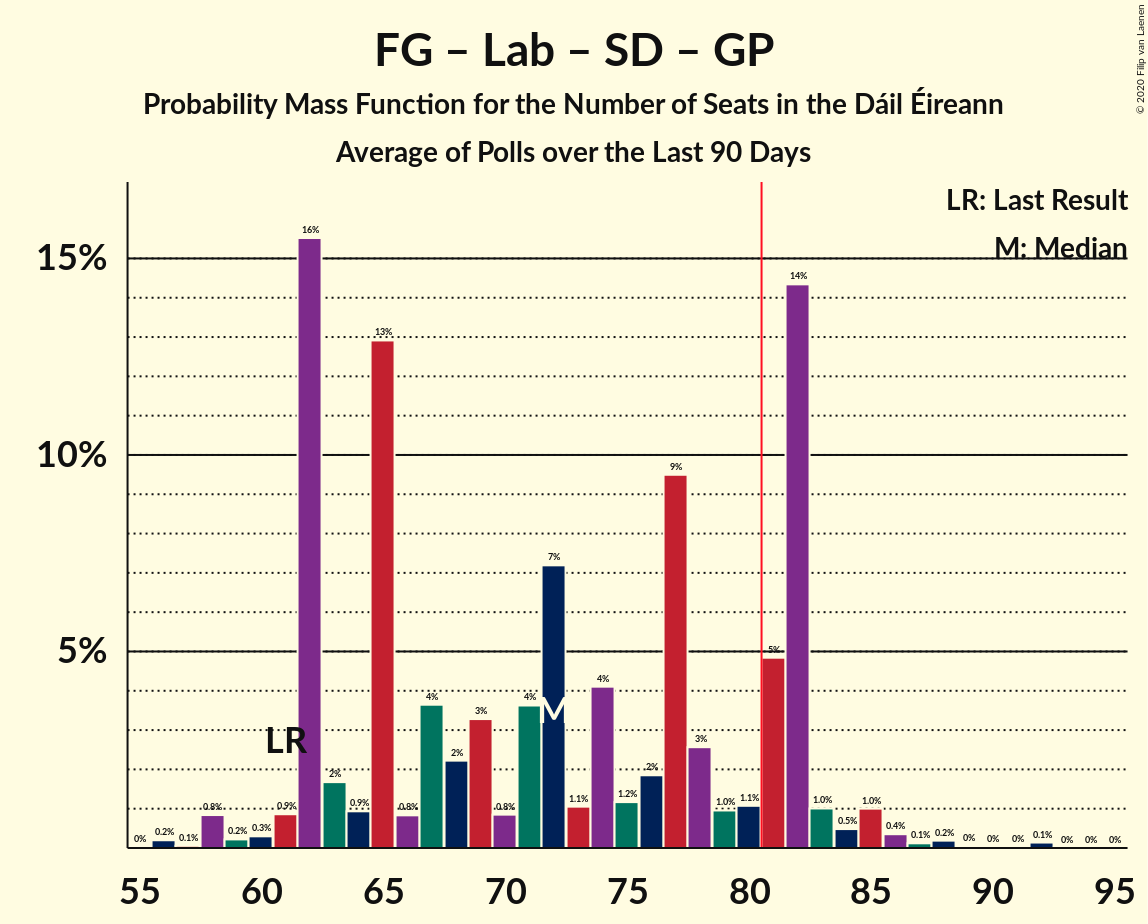 FG – Lab – SD – GP
Probability Mass Function for the Number of Seats in the Dáil Éireann
Average of Polls over the Last 90 Days
© 2020 Filip van Laenen
LR: Last Result
M: Median
15%
10%
5%
0% 0.2% 0.1% 0.8% 0.2% 0.3% 0.9% 16% 2% 0.9% 13% 0.8% 4% 2% 3% 0.8% 4% 7% 1.1% 4% 1.2% 2% 9% 3% 1.0% 1.1% 5% 14% 1.0% 0.5% 1.0% 0.4% 0.1% 0.2% 0% 0% 0% 0.1% 0% 0% 0%
LR
M
55 60 65 70 75 80 85 90 95